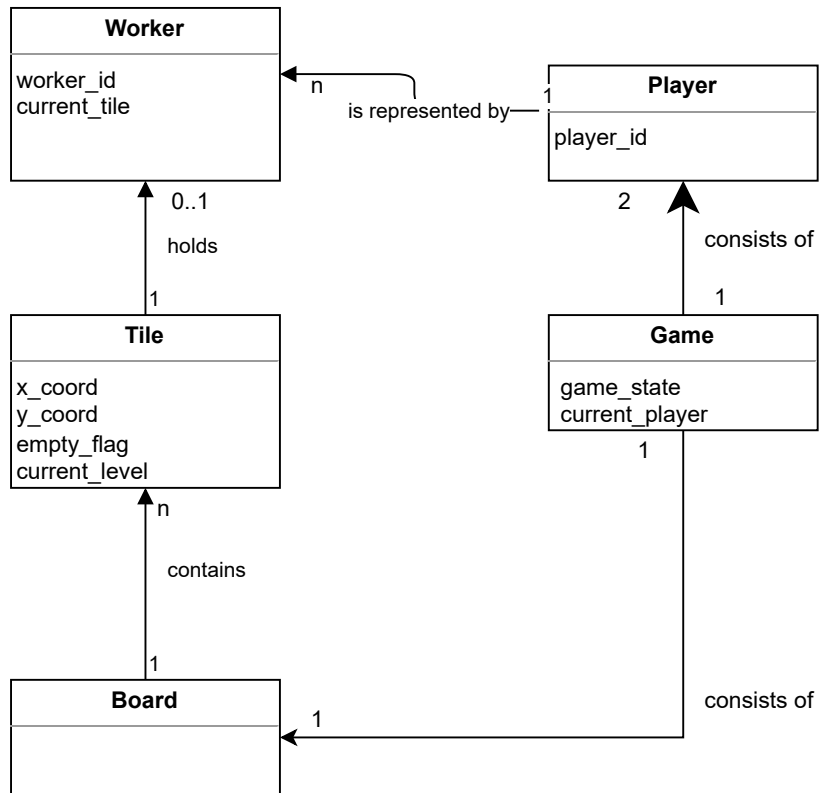 Worker
worker_id
current_tile
n
is represented by
1
Player
player_id
0..1
holds
1
2
consists of
1
Tile
x_coord
y_coord
empty_flag
current_level
Game
game_state
current_player
1
n
contains
1
Board
1
consists of